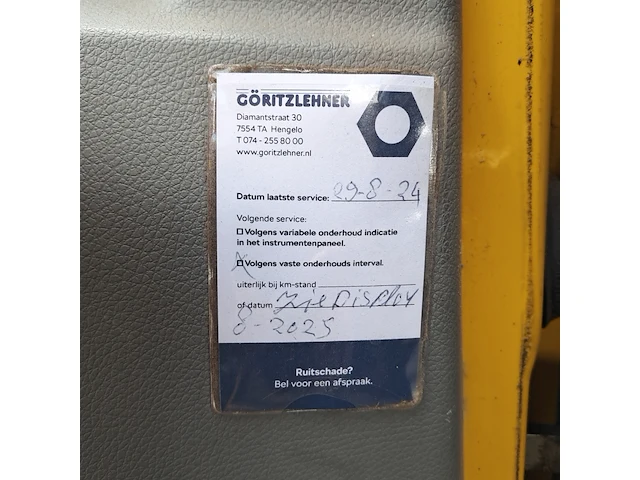 GÖRITZLEHNER
Diamantstraat 30
7554 TA Hengelo
T 074 - 255 80 00
www.goritzlehner.nl
Datum laatste service: 29-8-24
Volgende service:
☐ Volgens variabele onderhoud indicatie
in het instrumentenpaneel.
☐ Volgens vaste onderhouds interval.
uiterlijk bij km-stand
of datum Zie Display
8-2025
Ruitschade?
Bel voor een afspraak.